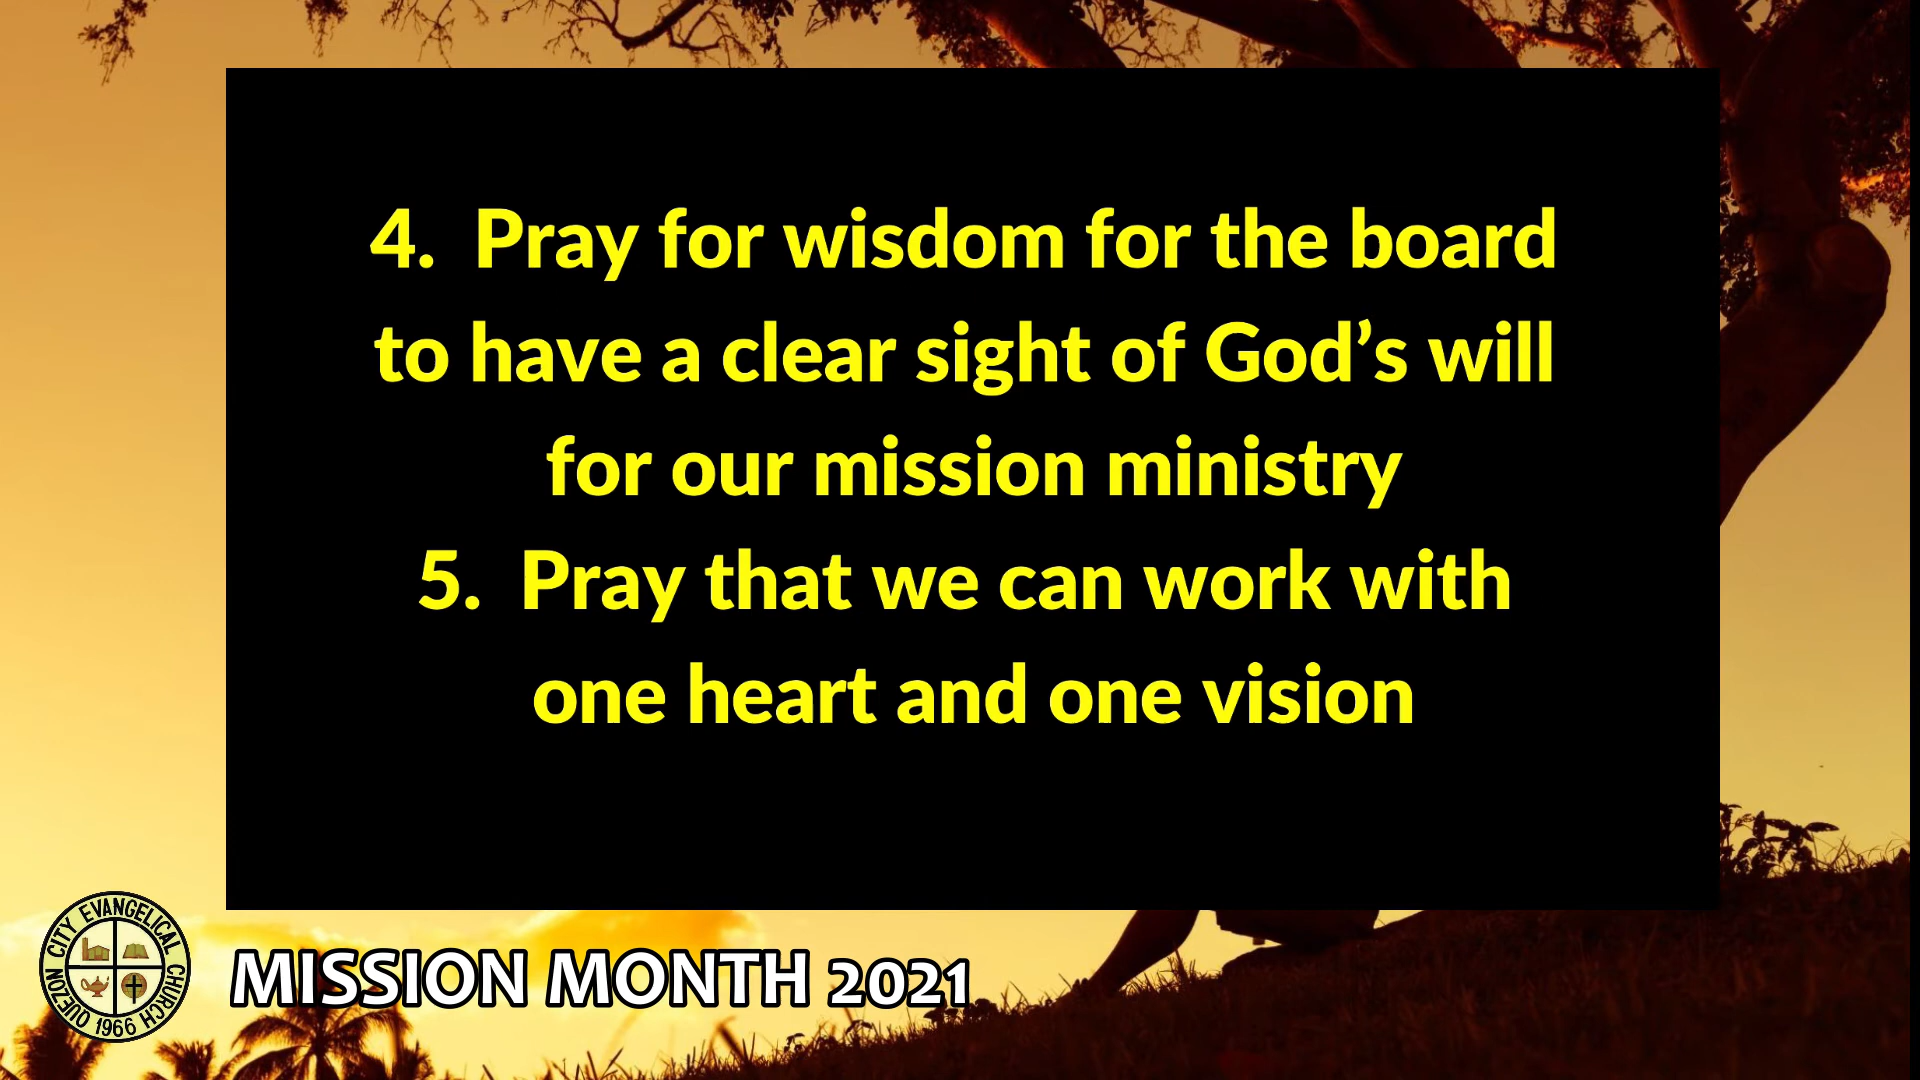 4. Pray for wisdom for the board
to have a clear sight of God’s will
for our mission ministry
5. Pray that we can work with
one heart and one vision
QUEZON CITY EVANGELICAL CHURCH
1966
MISSION MONTH 2021